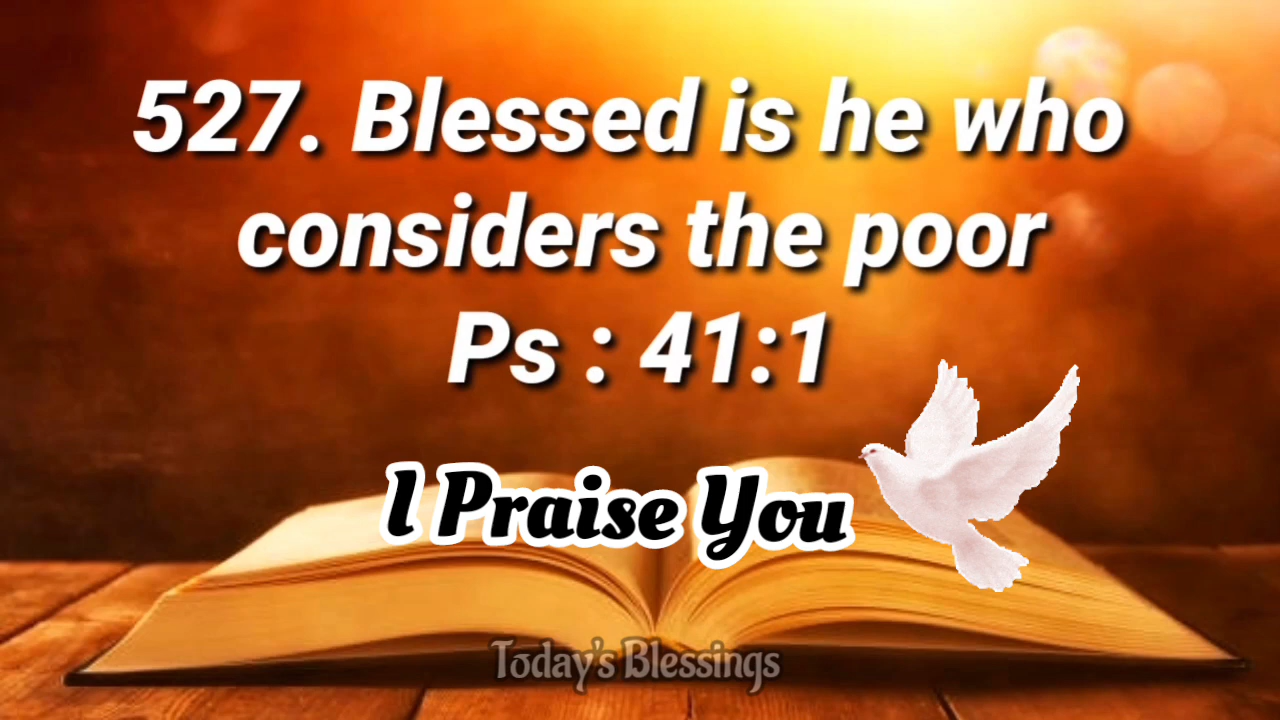 527. Blessed is he who
considers the poor
Ps : 41:1
I Praise You
Today's Blessings